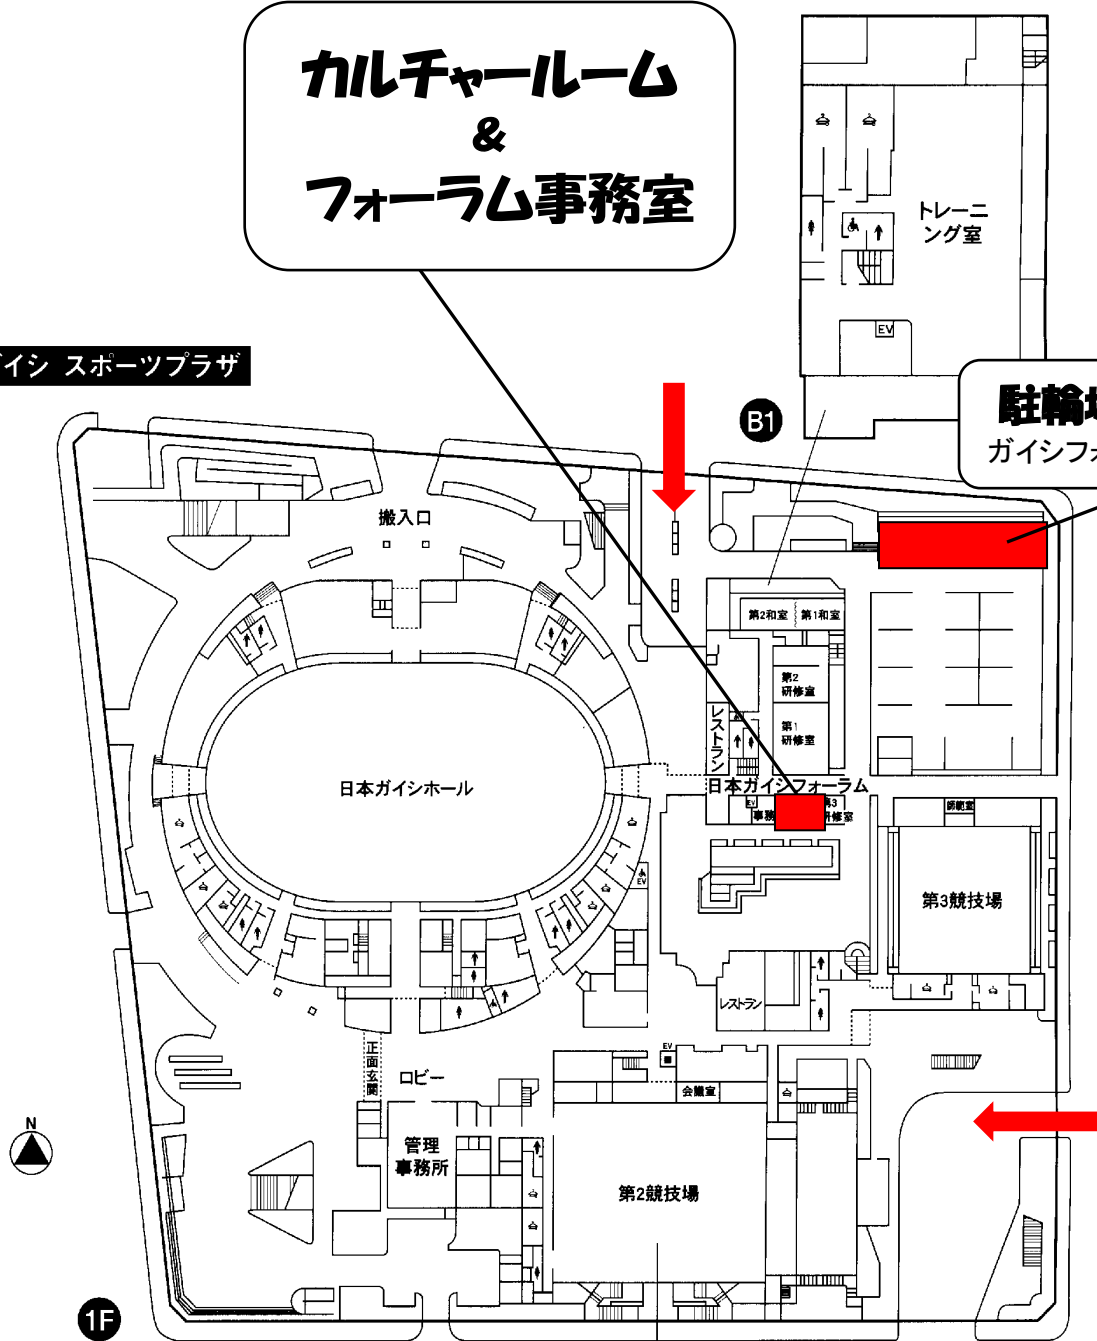 カルチャールーム
&
フォーラム事務室
トレーニ
ング室
EV
イシ スポーツプラザ
B1
駐輪場
ガイシフォ
搬入口
第2和室
第1和室
第2
研修室
レストラン
第1
研修室
日本ガイシホール
日本ガイシフォーラム
EV
事務
第3
研修室
師範室
EV
第3競技場
レストラン
正面玄関
ロビー
EV
会議室
N
管理
事務所
第2競技場
1F